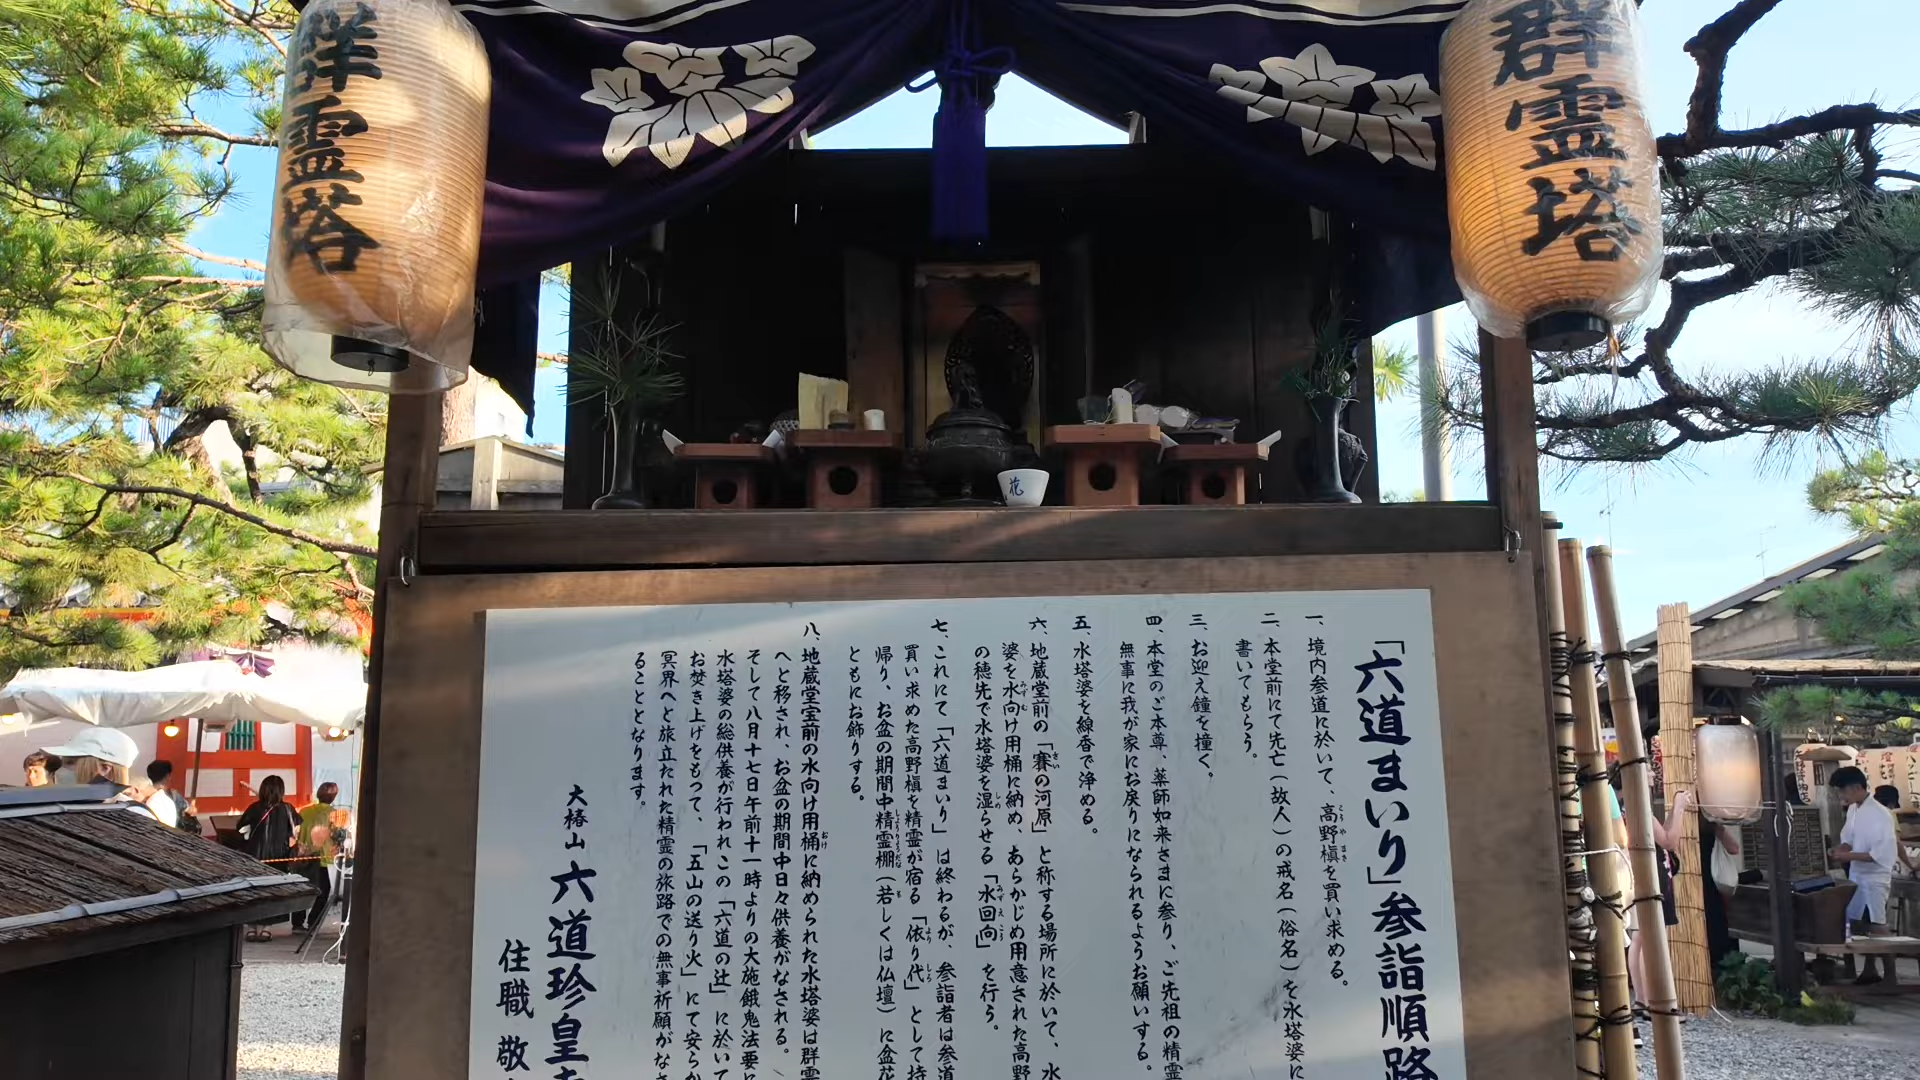 群霊塔
群霊塔
花
「六道まいり」参詣順路
一、境内参道に於いて、高野槇を買い求める。
二、本堂前にて先亡(故人)の戒名(俗名)を水塔婆に
書いてもらう。
三、お迎え鐘を撞く。
四、本堂のご本尊、薬師如来さまに参り、ご先祖の精霊
無事に我が家にお戻りになられるようお願いする。
五、水塔婆を線香で浄める。
六、地蔵堂前の「賽の河原」と称する場所に於いて、水
婆を水向け用桶に納め、あらかじめ用意された高野
の穂先で水塔婆を湿らせる「水回向」を行う。
七、これにて「六道まいり」は終わるが、参詣者は参道
買い求めた高野槇を精霊が宿る「依り代」として持
帰り、お盆の期間中精霊棚(若しくは仏壇)に盆花
ともにお飾りする。
八、地蔵堂宝前の水向け用桶に納められた水塔婆は群霊
へと移され、お盆の期間中日々供養がなされる。
そして八月十七日午前十一時よりの大施餓鬼法要に
水塔婆の総供養が行われこの「六道の辻」に於いて
お焚き上げをもって、「五山の送り火」にて安らか
冥界へと旅立たれた精霊の旅路での無事祈願がなさ
ることとなります。
大椿山 六道珍皇寺
住職 敬